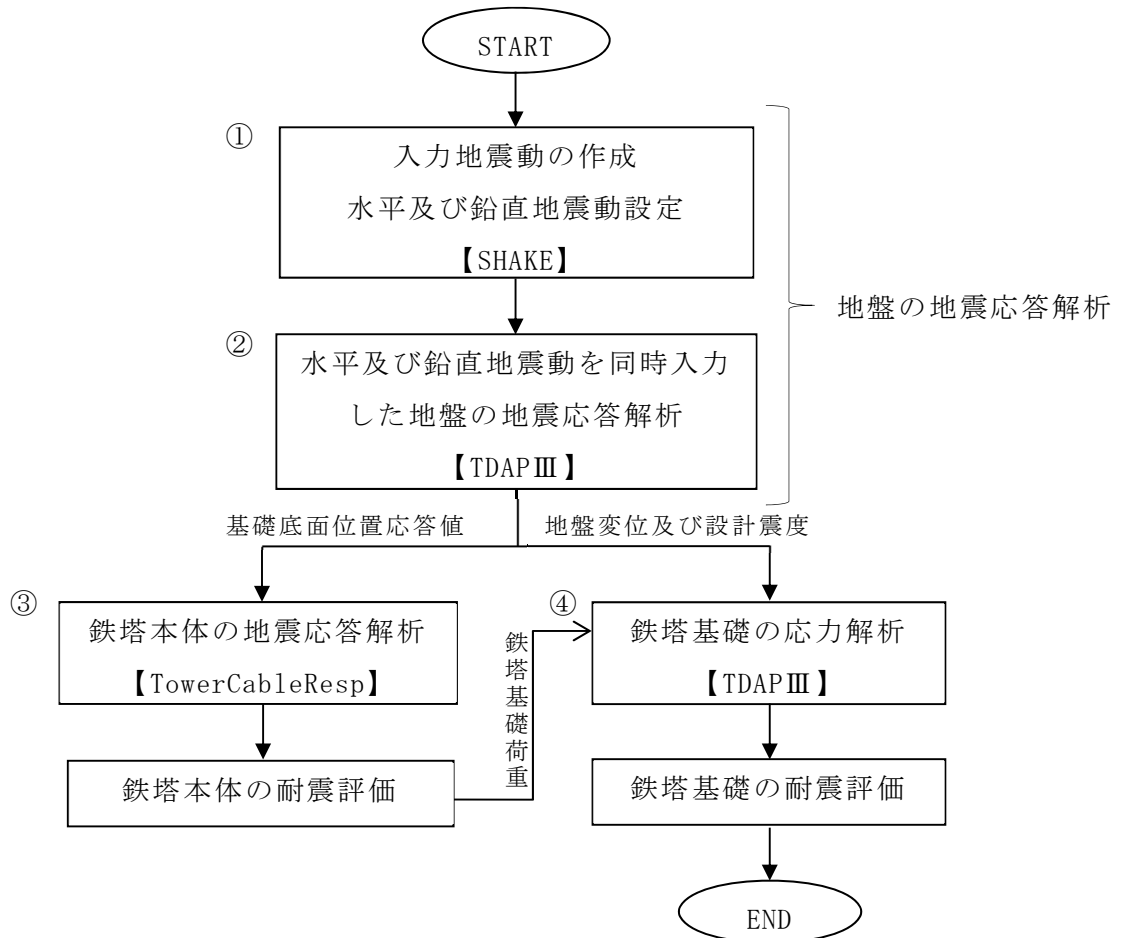 START
①
入力地震動の作成
水平及び鉛直地震動設定
【SHAKE】
地盤の地震応答解析
②
水平及び鉛直地震動を同時入力
した地盤の地震応答解析
【TDAPⅢ】
基礎底面位置応答値
地盤変位及び設計震度
③
鉄塔本体の地震応答解析
【TowerCableResp】
鉄塔本体の耐震評価
鉄塔基礎荷重
④
鉄塔基礎の応力解析
【TDAPⅢ】
鉄塔基礎の耐震評価
END